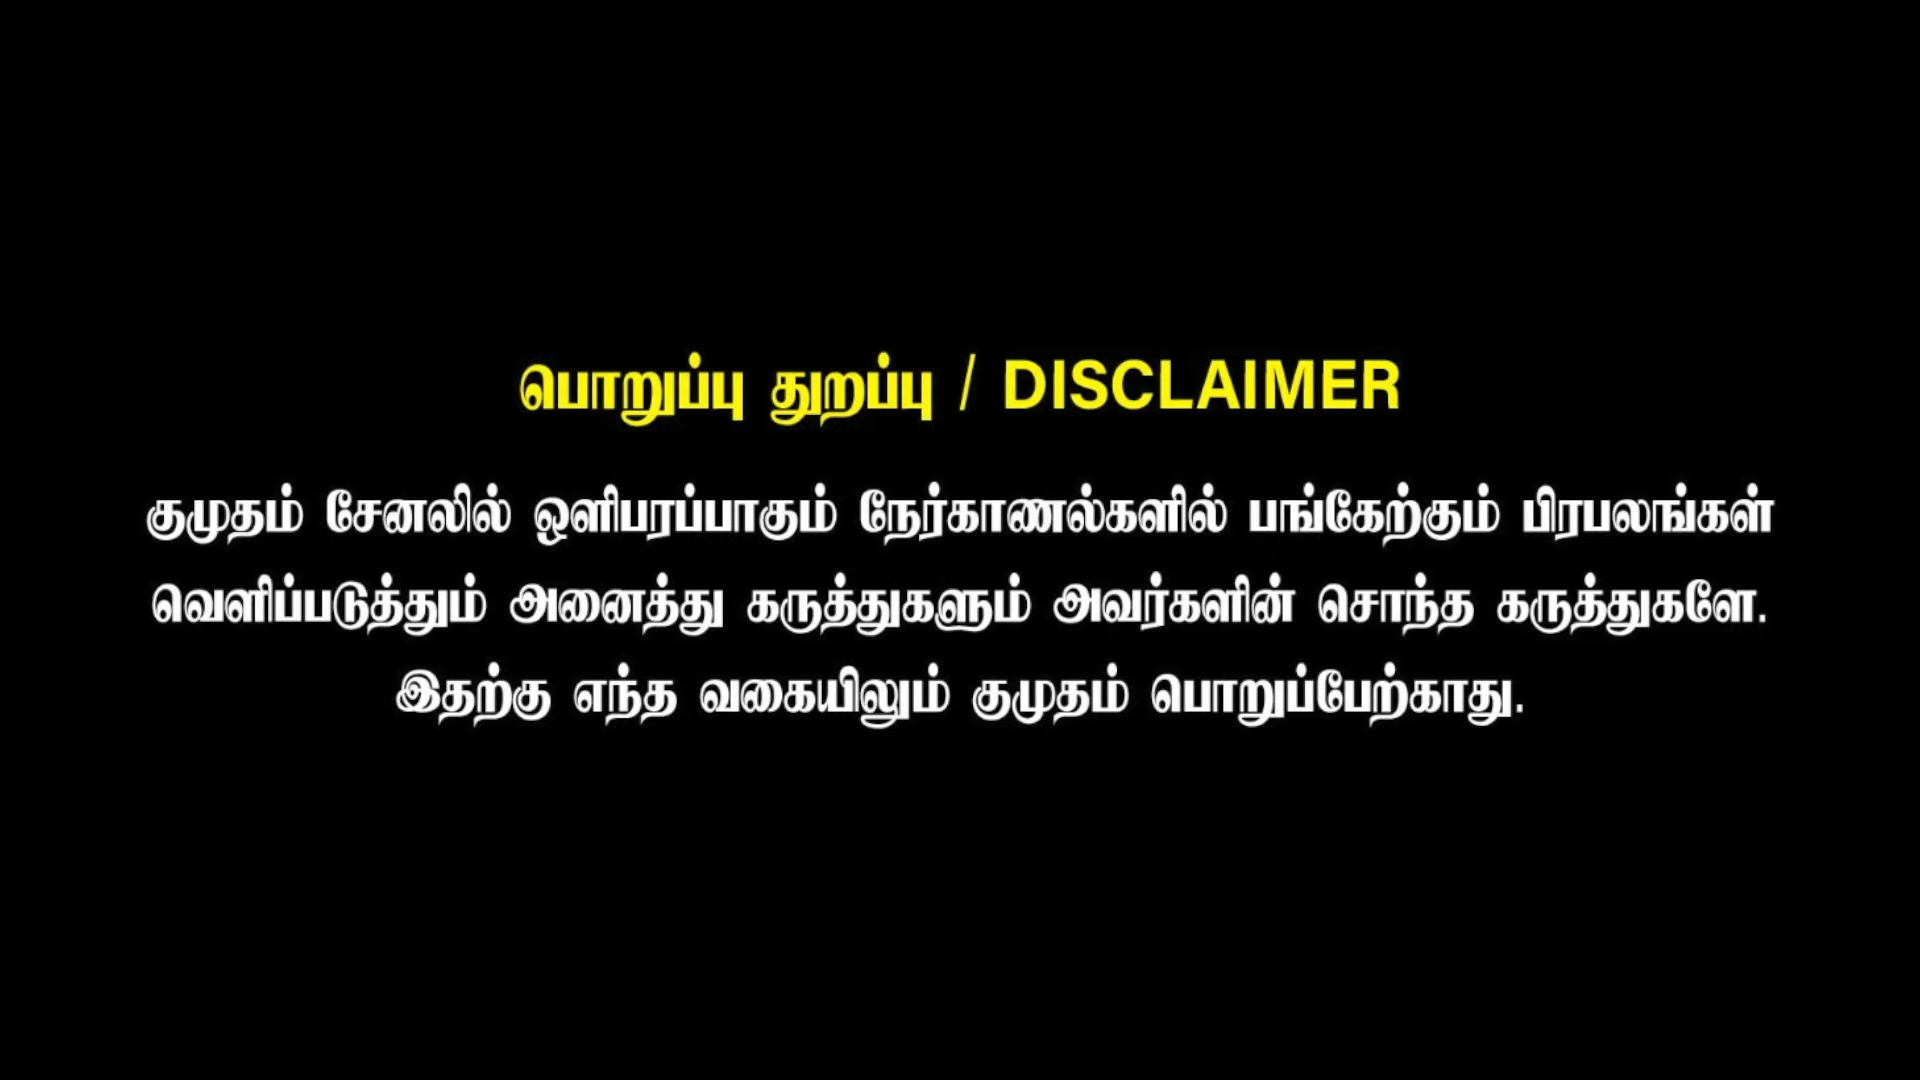 பொறுப்பு துறப்பு / DISCLAIMER
குமுதம் சேனலில் ஒளிபரப்பாகும் நேர்காணல்களில் பங்கேற்கும் பிரபலங்கள்
வெளிப்படுத்தும் அனைத்து கருத்துகளும் அவர்களின் சொந்த கருத்துகளே.
இதற்கு எந்த வகையிலும் குமுதம் பொறுப்பேற்காது.